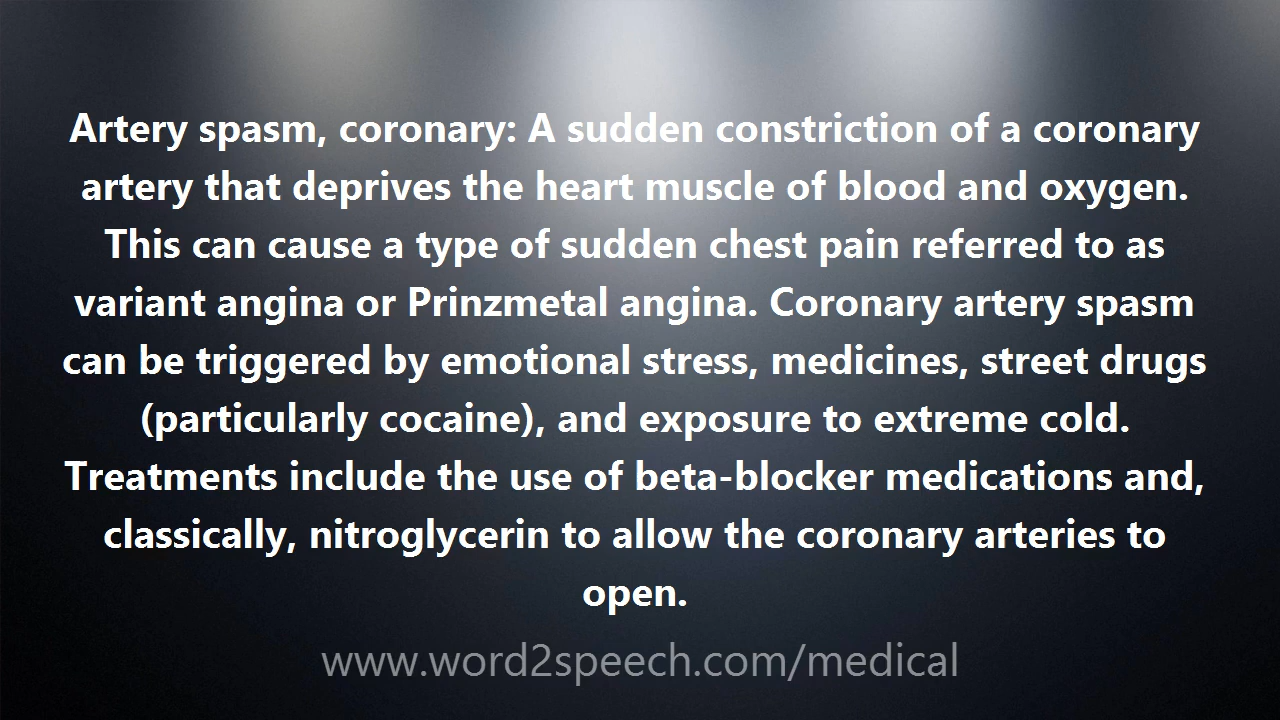 Artery spasm, coronary: A sudden constriction of a coronary
artery that deprives the heart muscle of blood and oxygen.
This can cause a type of sudden chest pain referred to as
variant angina or Prinzmetal angina. Coronary artery spasm
can be triggered by emotional stress, medicines, street drugs
(particularly cocaine), and exposure to extreme cold.
Treatments include the use of beta-blocker medications and,
classically, nitroglycerin to allow the coronary arteries to
open.
www.word2speech.com/medical